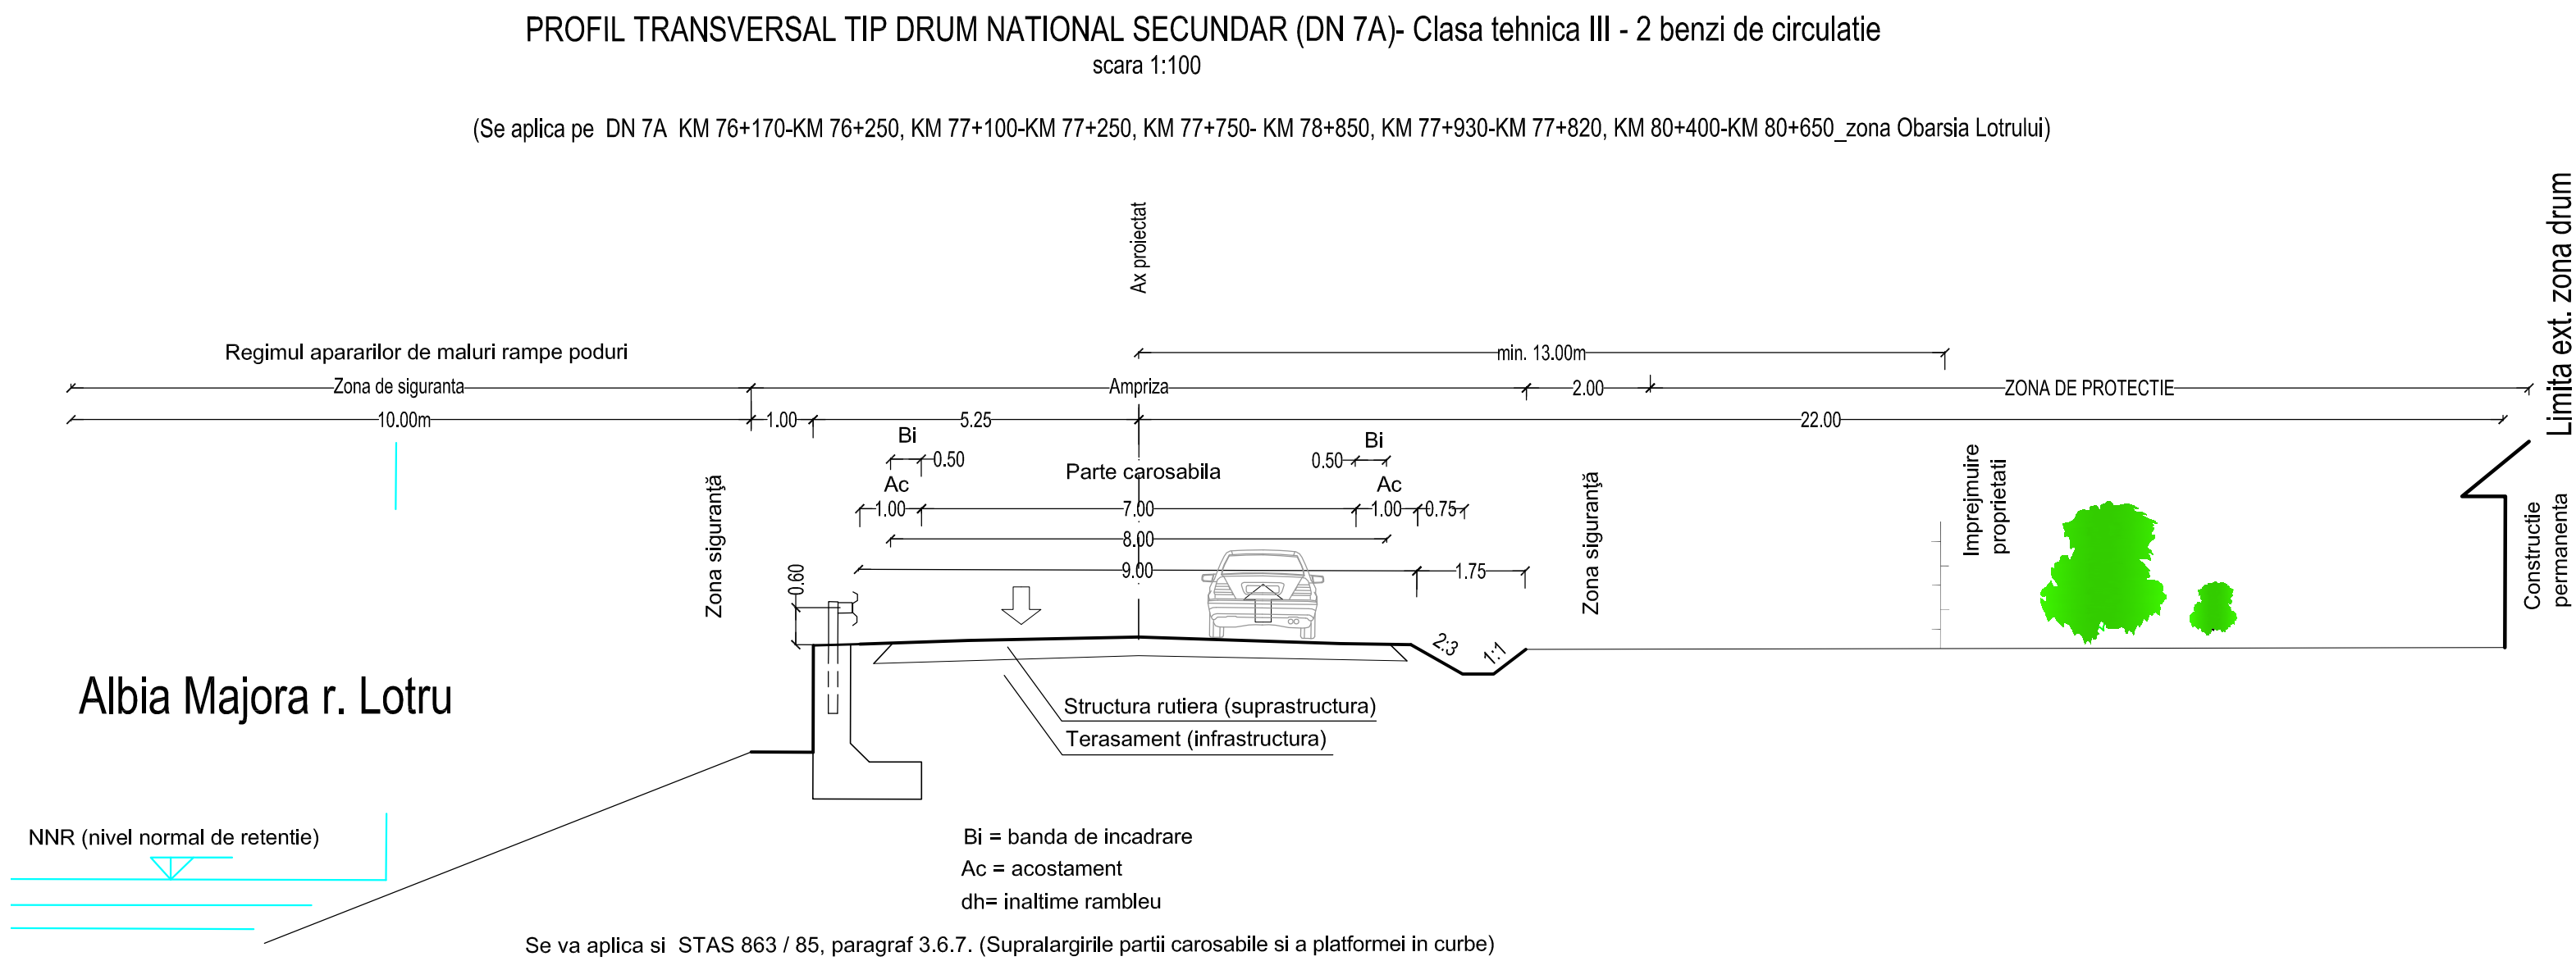 PROFIL TRANSVERSAL TIP DRUM NATIONAL SECUNDAR (DN 7A)- Clasa tehnica III - 2 benzi de circulatie
scara 1:100
(Se aplica pe DN 7A KM 76+170-KM 76+250, KM 77+100-KM 77+250, KM 77+750- KM 78+850, KM 77+930-KM 77+820, KM 80+400-KM 80+650_zona Obarsia Lotrului)
Limita ext. zona drum
Ax proiectat
Regimul apararilor de maluri rampe poduri
min. 13.00m
Zona de siguranta
Ampriza
2.00
ZONA DE PROTECTIE
10.00m
1.00
5.25
22.00
Bi
0.50
Bi
0.50
Parte carosabila
Ac
1.00
7.00
Ac
1.00
0.75
8.00
9.00
1.75
Zona siguranţă
Zona siguranţă
Imprejmuire
proprietati
Constructie
permanenta
0.60
2:3
1:1
Albia Majora r. Lotru
Structura rutiera (suprastructura)
Terasament (infrastructura)
NNR (nivel normal de retentie)
Bi = banda de incadrare
Ac = acostament
dh= inaltime rambleu
Se va aplica si STAS 863 / 85, paragraf 3.6.7. (Supralargirile partii carosabile si a platformei in curbe)